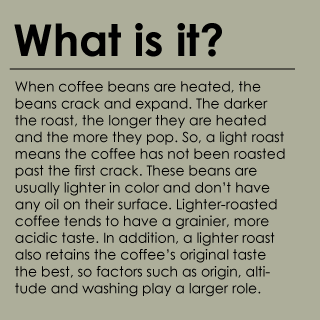 What is it?
When coffee beans are heated, the
beans crack and expand. The darker
the roast, the longer they are heated
and the more they pop. So, a light roast
means the coffee has not been roasted
past the first crack. These beans are
usually lighter in color and don't have
any oil on their surface. Lighter-roasted
coffee tends to have a grainier, more
acidic taste. In addition, a lighter roast
also retains the coffee's original taste
the best, so factors such as origin, alti-
tude and washing play a larger role.